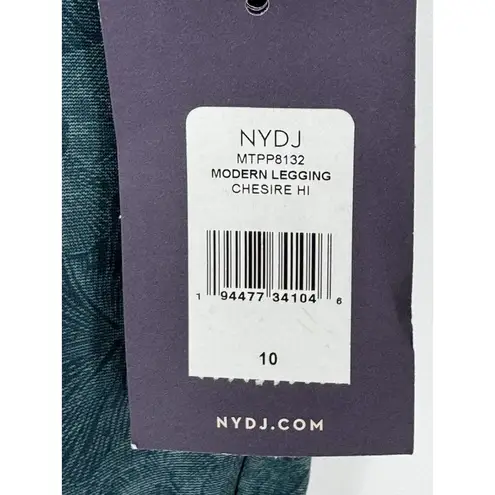 NYDJ
MTPP8132
MODERN LEGGING
CHESIRE HI
1 94477 34104 6
10
NYDJ.COM